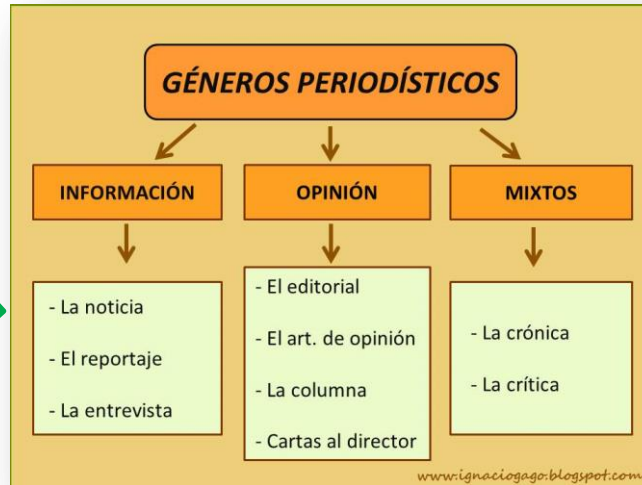 GÉNEROS PERIODÍSTICOS
INFORMACIÓN
OPINIÓN
MIXTOS
- La noticia
- El reportaje
- La entrevista
- El editorial
- El art. de opinión
- La columna
- Cartas al director
- La crónica
- La crítica
www.ignaciogago.blogspot.com